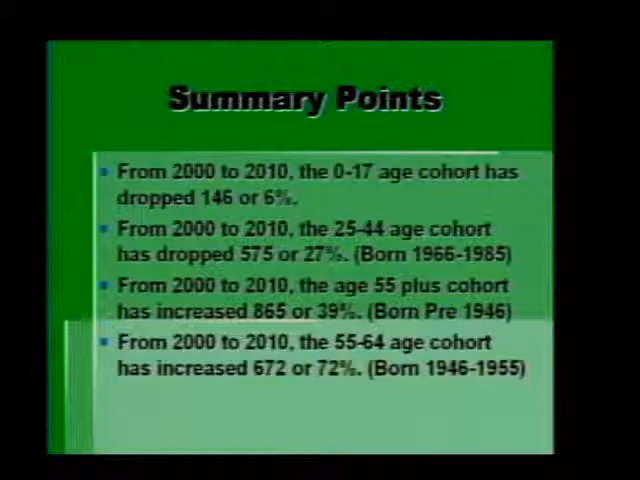 Summary Points
From 2000 to 2010, the 0-17 age cohort has
dropped 146 or 6%.
From 2000 to 2010, the 25-44 age cohort
has dropped 575 or 27%. (Born 1966-1985)
From 2000 to 2010, the age 55 plus cohort
has increased 865 or 39%. (Born Pre 1946)
From 2000 to 2010, the 55-64 age cohort
has increased 672 or 72%. (Born 1946-1955)